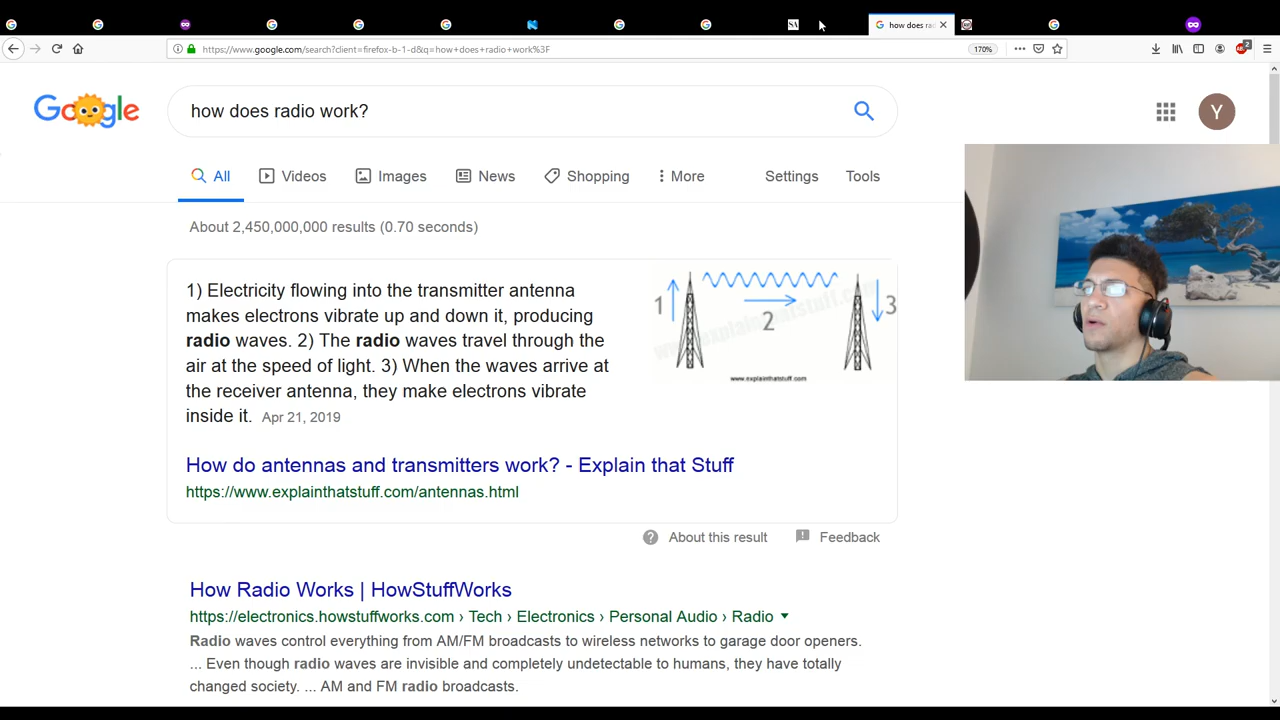 how does rad
https://www.google.com/search?client=firefox-b-1-d&q=how+does+radio+work%3F
170%
2
Google
how does radio work?
Y
All
Videos
Images
News
Shopping
More
Settings
Tools
About 2,450,000,000 results (0.70 seconds)
1) Electricity flowing into the transmitter antenna
makes electrons vibrate up and down it, producing
radio waves. 2) The radio waves travel through the
air at the speed of light. 3) When the waves arrive at
the receiver antenna, they make electrons vibrate
inside it. Apr 21, 2019
1
2
3
www.explainthatstuff.com
How do antennas and transmitters work? - Explain that Stuff
https://www.explainthatstuff.com/antennas.html
About this result
Feedback
How Radio Works | HowStuffWorks
https://electronics.howstuffworks.com › Tech › Electronics › Personal Audio › Radio
Radio waves control everything from AM/FM broadcasts to wireless networks to garage door openers.
... Even though radio waves are invisible and completely undetectable to humans, they have totally
changed society. ... AM and FM radio broadcasts.